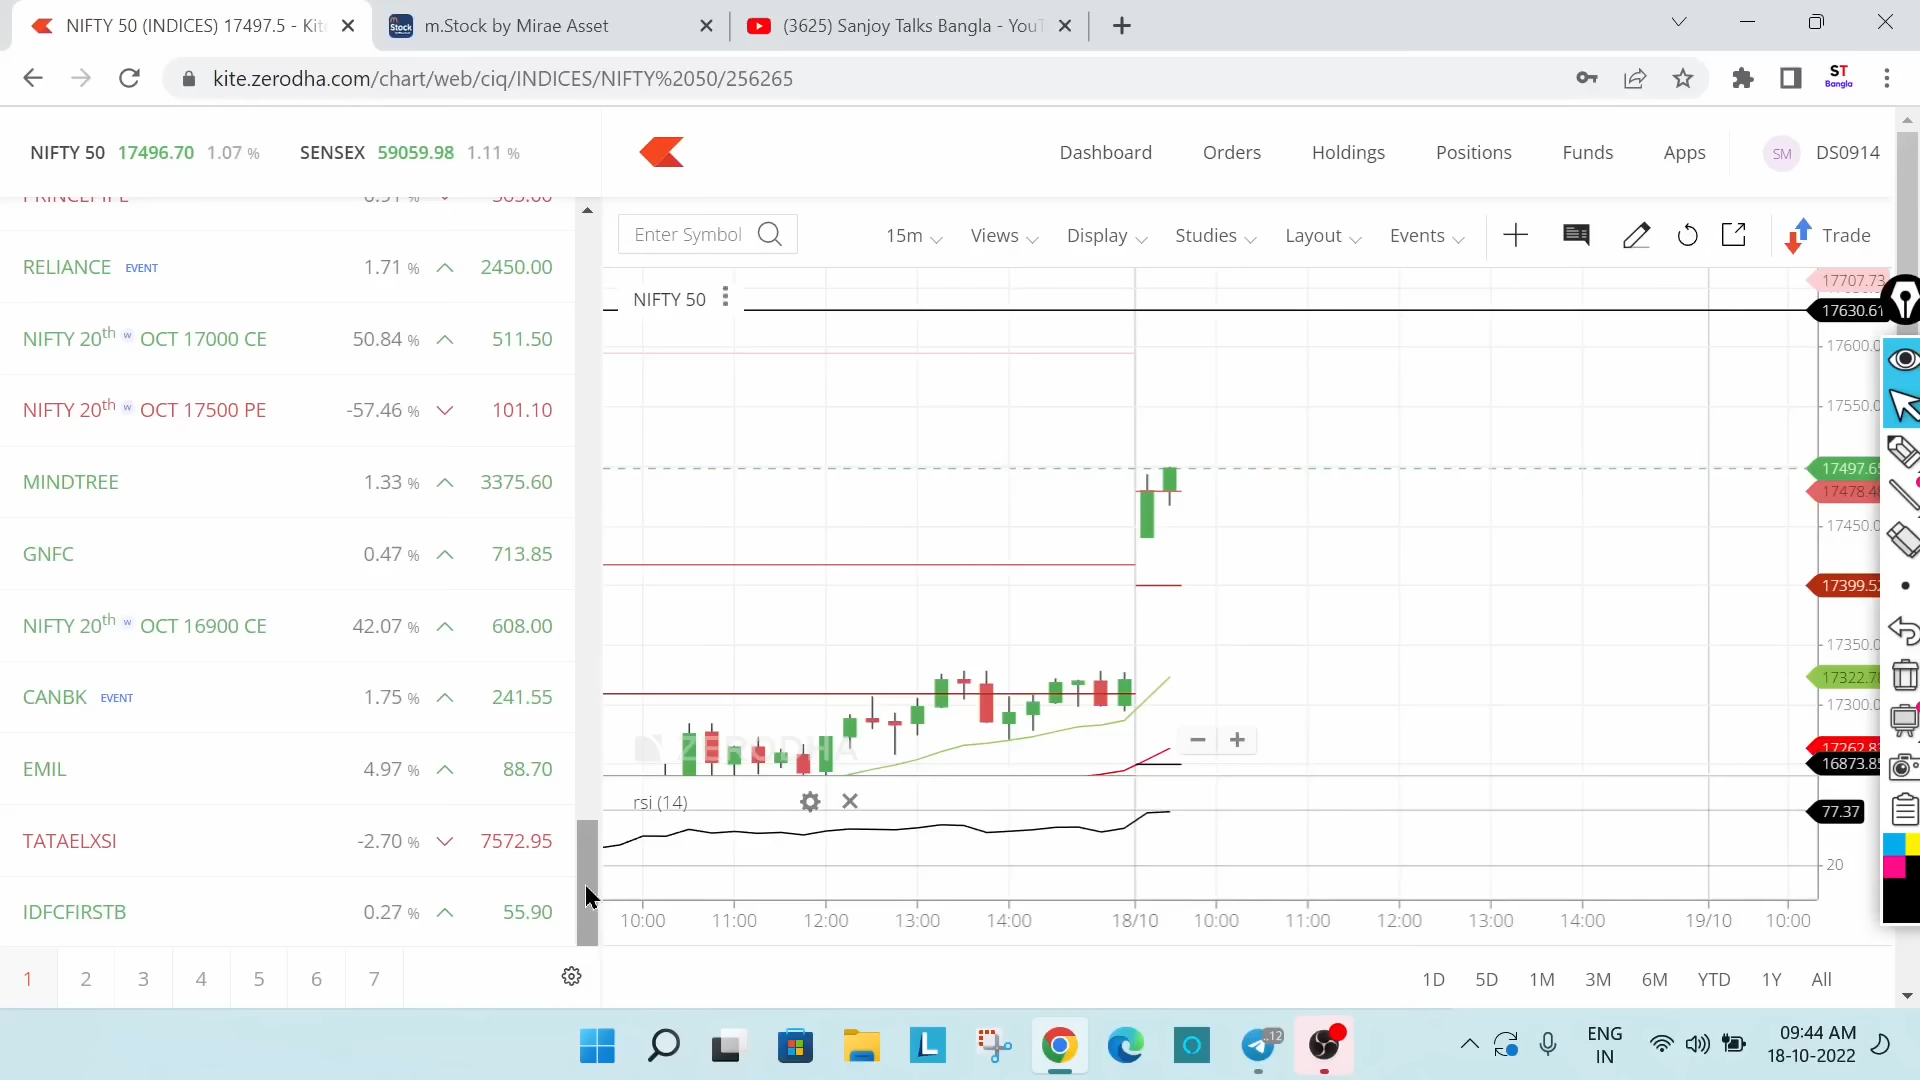 NIFTY 50 (INDICES) 17497.5 - Kite
m.Stock by Mirae Asset
(3625) Sanjoy Talks Bangla - YouT
kite.zerodha.com/chart/web/ciq/INDICES/NIFTY%2050/256265
ST
Bangla
NIFTY 50 17496.70 1.07 %
SENSEX 59059.98 1.11 %
Dashboard
Orders
Holdings
Positions
Funds
Apps
SM
DS0914
RELIANCE EVENT 1.71 % 2450.00
NIFTY 20th w OCT 17000 CE 50.84 % 511.50
NIFTY 20th w OCT 17500 PE -57.46 % 101.10
MINDTREE 1.33 % 3375.60
GNFC 0.47 % 713.85
NIFTY 20th w OCT 16900 CE 42.07 % 608.00
CANBK EVENT 1.75 % 241.55
EMIL 4.97 % 88.70
TATAELXSI -2.70 % 7572.95
IDFCFIRSTB 0.27 % 55.90
1 2 3 4 5 6 7
Enter Symbol
15m
Views
Display
Studies
Layout
Events
Trade
NIFTY 50
17707.73
17630.61
17600.0
17550.0
17497.65
17478.4
17450.0
17399.52
17350.0
17322.7
17300.0
17262.8
16873.85
ZERODHA
rsi (14)
77.37
20
10:00 11:00 12:00 13:00 14:00 18/10 10:00 11:00 12:00 13:00 14:00 19/10 10:00
1D 5D 1M 3M 6M YTD 1Y All
Stock
L
12
ENG
IN
09:44 AM
18-10-2022